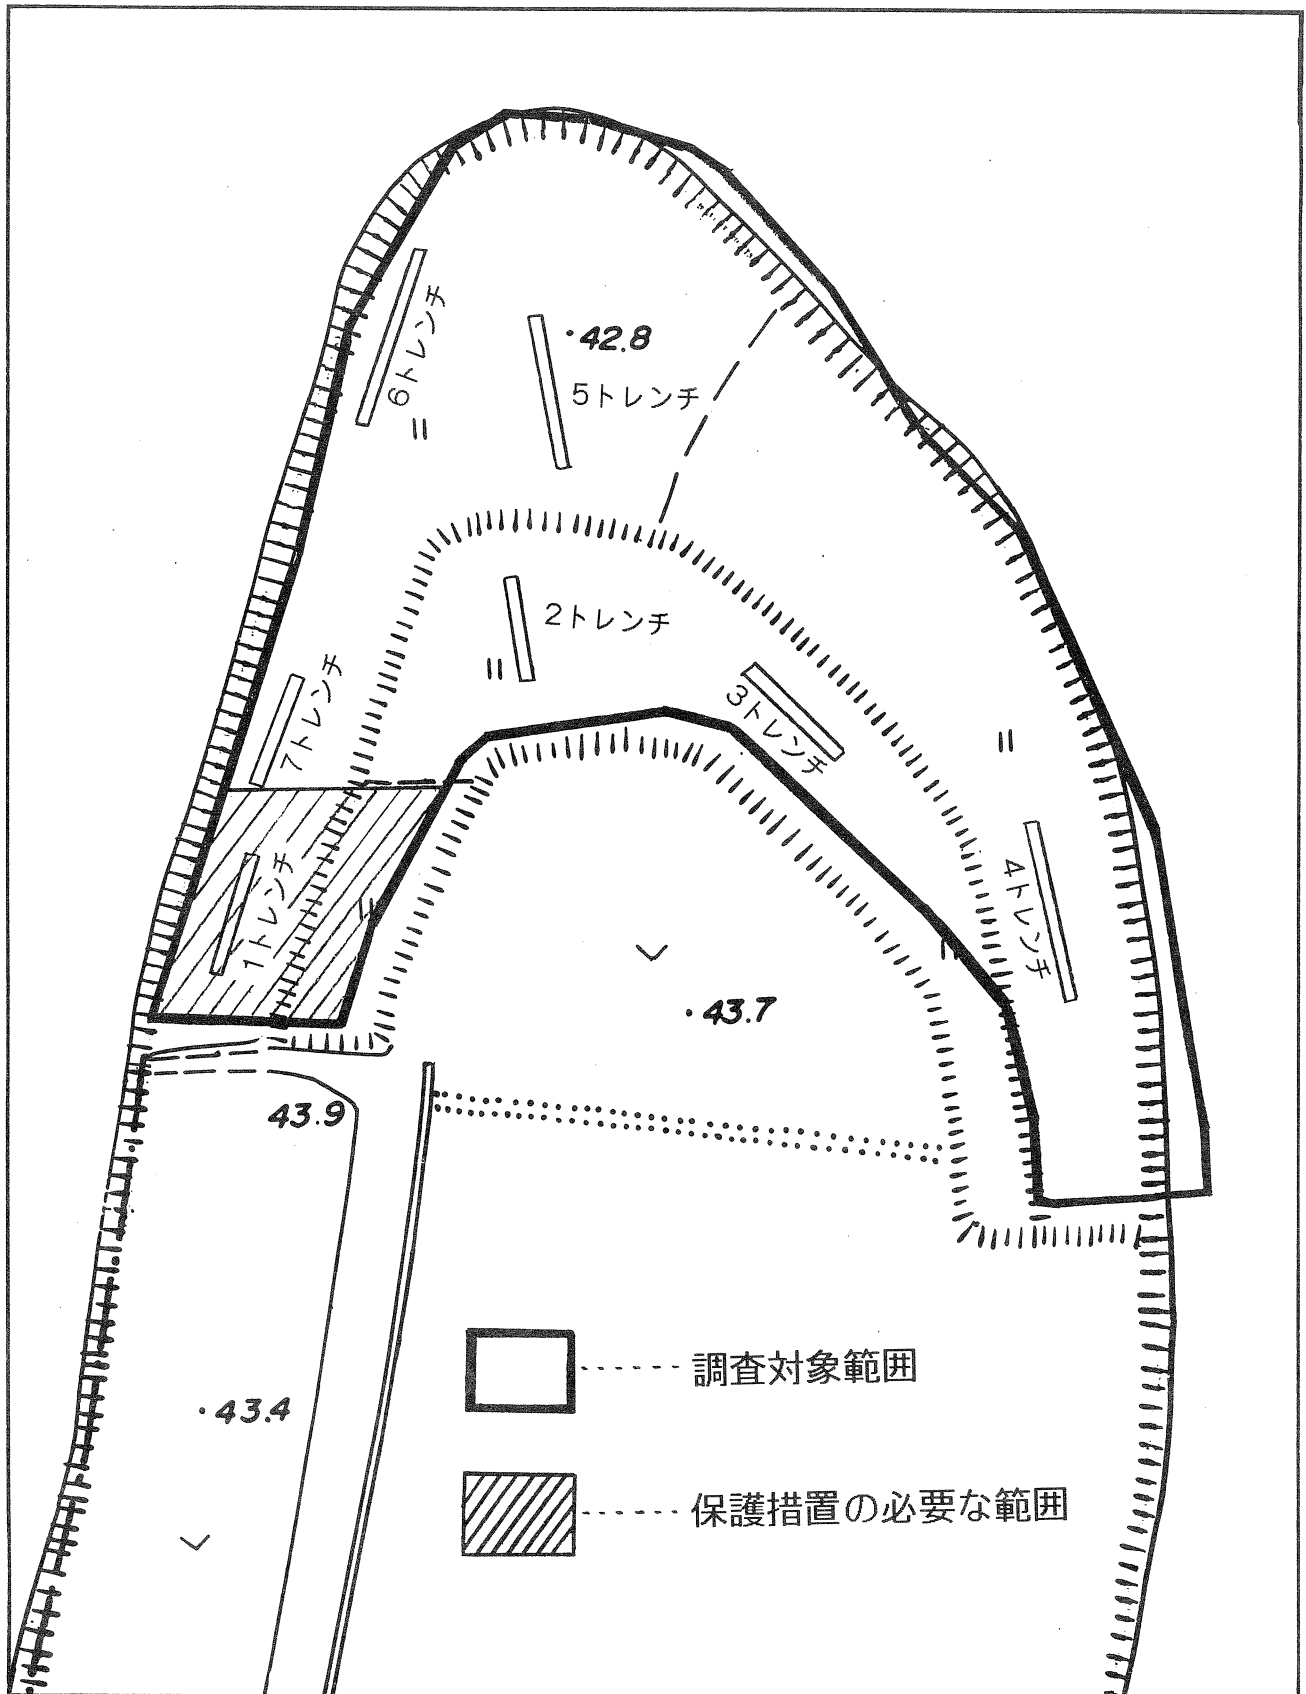 ・42.8
6トレンチ
5トレンチ
2トレンチ
7トレンチ
3トレンチ
1トレンチ
4トレンチ
・43.7
43.9
調査対象範囲
・43.4
保護措置の必要な範囲